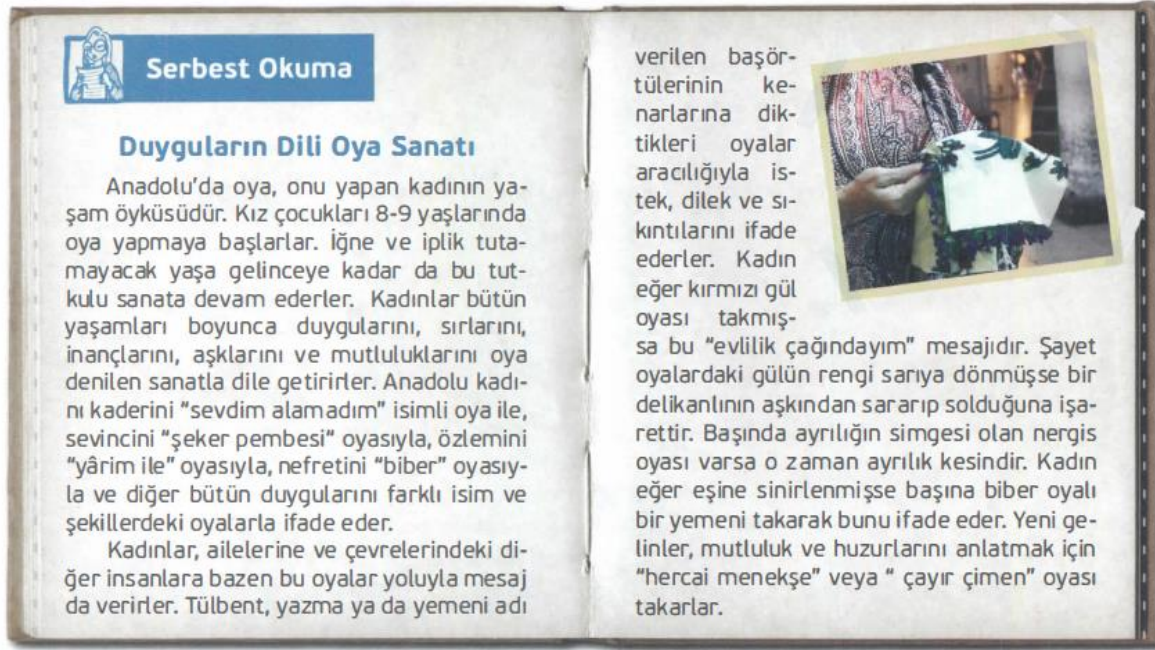 Serbest Okuma
Duyguların Dili Oya Sanatı
Anadolu'da oya, onu yapan kadının ya-
şam öyküsüdür. Kız çocukları 8-9 yaşlarında
oya yapmaya başlarlar. İğne ve iplik tuta-
mayacak yaşa gelinceye kadar da bu tut-
kulu sanata devam ederler. Kadınlar bütün
yaşamları boyunca duygularını, sırlarını,
inançlarını, aşklarını ve mutluluklarını oya
denilen sanatla dile getirirler. Anadolu kadı-
nı kaderini “sevdim alamadım” isimli oya ile,
sevincini “şeker pembesi“ oyasıyla, özlemini
“yârim ile” oyasıyla, nefretini “biber” oyasıy-
la ve diğer bütün duygularını farklı isim ve
şekillerdeki oyalarla ifade eder.
Kadınlar, ailelerine ve çevrelerindeki di-
ğer insanlara bazen bu oyalar yoluyla mesaj
da verirler. Tülbent, yazma ya da yemeni adı
verilen başör-
tülerinin ke-
narlarına dik-
tikleri oyalar
aracılığıyla is-
tek, dilek ve sı-
kıntılarını ifade
ederler. Kadın
eğer kırmızı gül
oyası takmış-
sa bu “evlilik çağındayım” mesajıdır. Şayet
oyalardaki gülün rengi sarıya dönmüşse bir
delikanlının aşkından sararıp solduğuna işa-
rettir. Başında ayrılığın simgesi olan nergis
oyası varsa o zaman ayrılık kesindir. Kadın
eğer eşine sinirlenmişse başına biber oyalı
bir yemeni takarak bunu ifade eder. Yeni ge-
linler, mutluluk ve huzurlarını anlatmak için
“hercai menekşe” veya “ çayır çimen” oyası
takarlar.